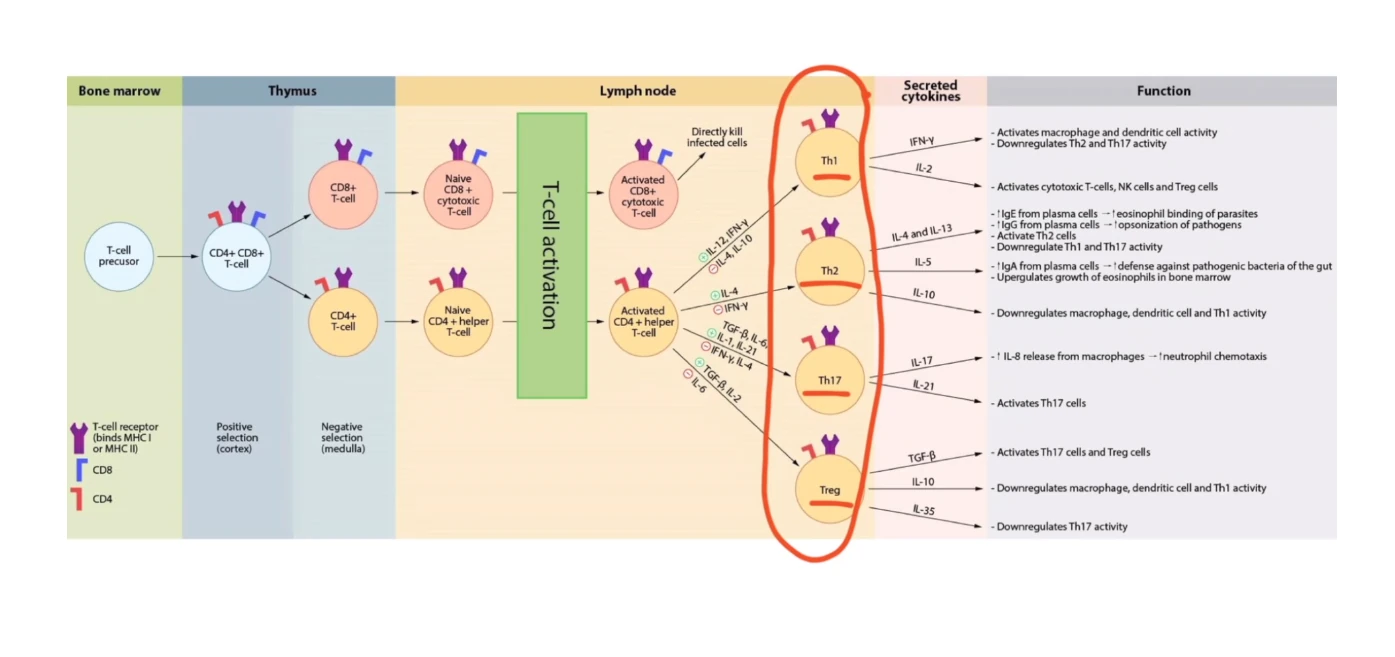 Bone marrow
Thymus
Lymph node
Secreted
cytokines
Function
T-cell
precusor
CD4+ CD8+
T-cell
CD8+
T-cell
CD4+
T-cell
Naive
CD8 +
cytotoxic
T-cell
Naive
CD4 + helper
T-cell
T-cell activation
Activated
CD8+
cytotoxic
T-cell
Activated
CD4 + helper
T-cell
Directly kill
infected cells
+IL-12, IFN-γ
-IL-4, IL-10
+IL-4
-IFN-γ
TGF-β, IL-6,
+IL-1, IL-21
-IFN-γ, IL-4
+TGF-β, IL-2
-IL-6
Th1
Th2
Th17
Treg
IFN-γ
IL-2
IL-4 and IL-13
IL-5
IL-10
IL-17
IL-21
TGF-β
IL-10
IL-35
- Activates macrophage and dendritic cell activity
- Downregulates Th2 and Th17 activity
- Activates cytotoxic T-cells, NK cells and Treg cells
- ↑IgE from plasma cells →↑eosinophil binding of parasites
- ↑IgG from plasma cells →↑opsonization of pathogens
- Activate Th2 cells
- Downregulate Th1 and Th17 activity
- ↑IgA from plasma cells →↑defense against pathogenic bacteria of the gut
- Upergulates growth of eosinophils in bone marrow
- Downregulates macrophage, dendritic cell and Th1 activity
- ↑ IL-8 release from macrophages →↑neutrophil chemotaxis
- Activates Th17 cells
- Activates Th17 cells and Treg cells
- Downregulates macrophage, dendritic cell and Th1 activity
- Downregulates Th17 activity
T-cell receptor
(binds MHC I
or MHC II)
CD8
CD4
Positive
selection
(cortex)
Negative
selection
(medulla)